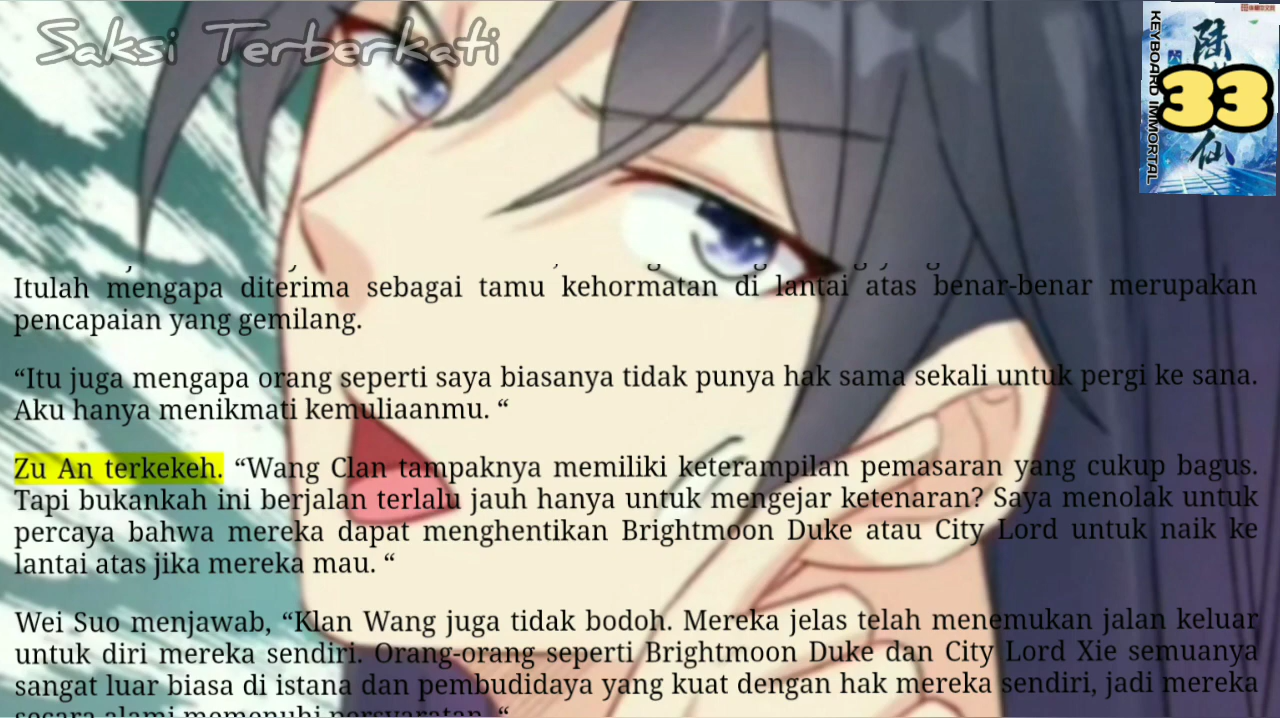 Saksi Terberkati
KEYBOARD IMMORTAL
33
Itulah mengapa diterima sebagai tamu kehormatan di lantai atas benar-benar merupakan
pencapaian yang gemilang.
“Itu juga mengapa orang seperti saya biasanya tidak punya hak sama sekali untuk pergi ke sana.
Aku hanya menikmati kemuliaanmu. “
Zu An terkekeh. “Wang Clan tampaknya memiliki keterampilan pemasaran yang cukup bagus.
Tapi bukankah ini berjalan terlalu jauh hanya untuk mengejar ketenaran? Saya menolak untuk
percaya bahwa mereka dapat menghentikan Brightmoon Duke atau City Lord untuk naik ke
lantai atas jika mereka mau. “
Wei Suo menjawab, “Klan Wang juga tidak bodoh. Mereka jelas telah menemukan jalan keluar
untuk diri mereka sendiri. Orang-orang seperti Brightmoon Duke dan City Lord Xie semuanya
sangat luar biasa di istana dan pembudidaya yang kuat dengan hak mereka sendiri, jadi mereka
secara alami memenuhi persyaratan. “